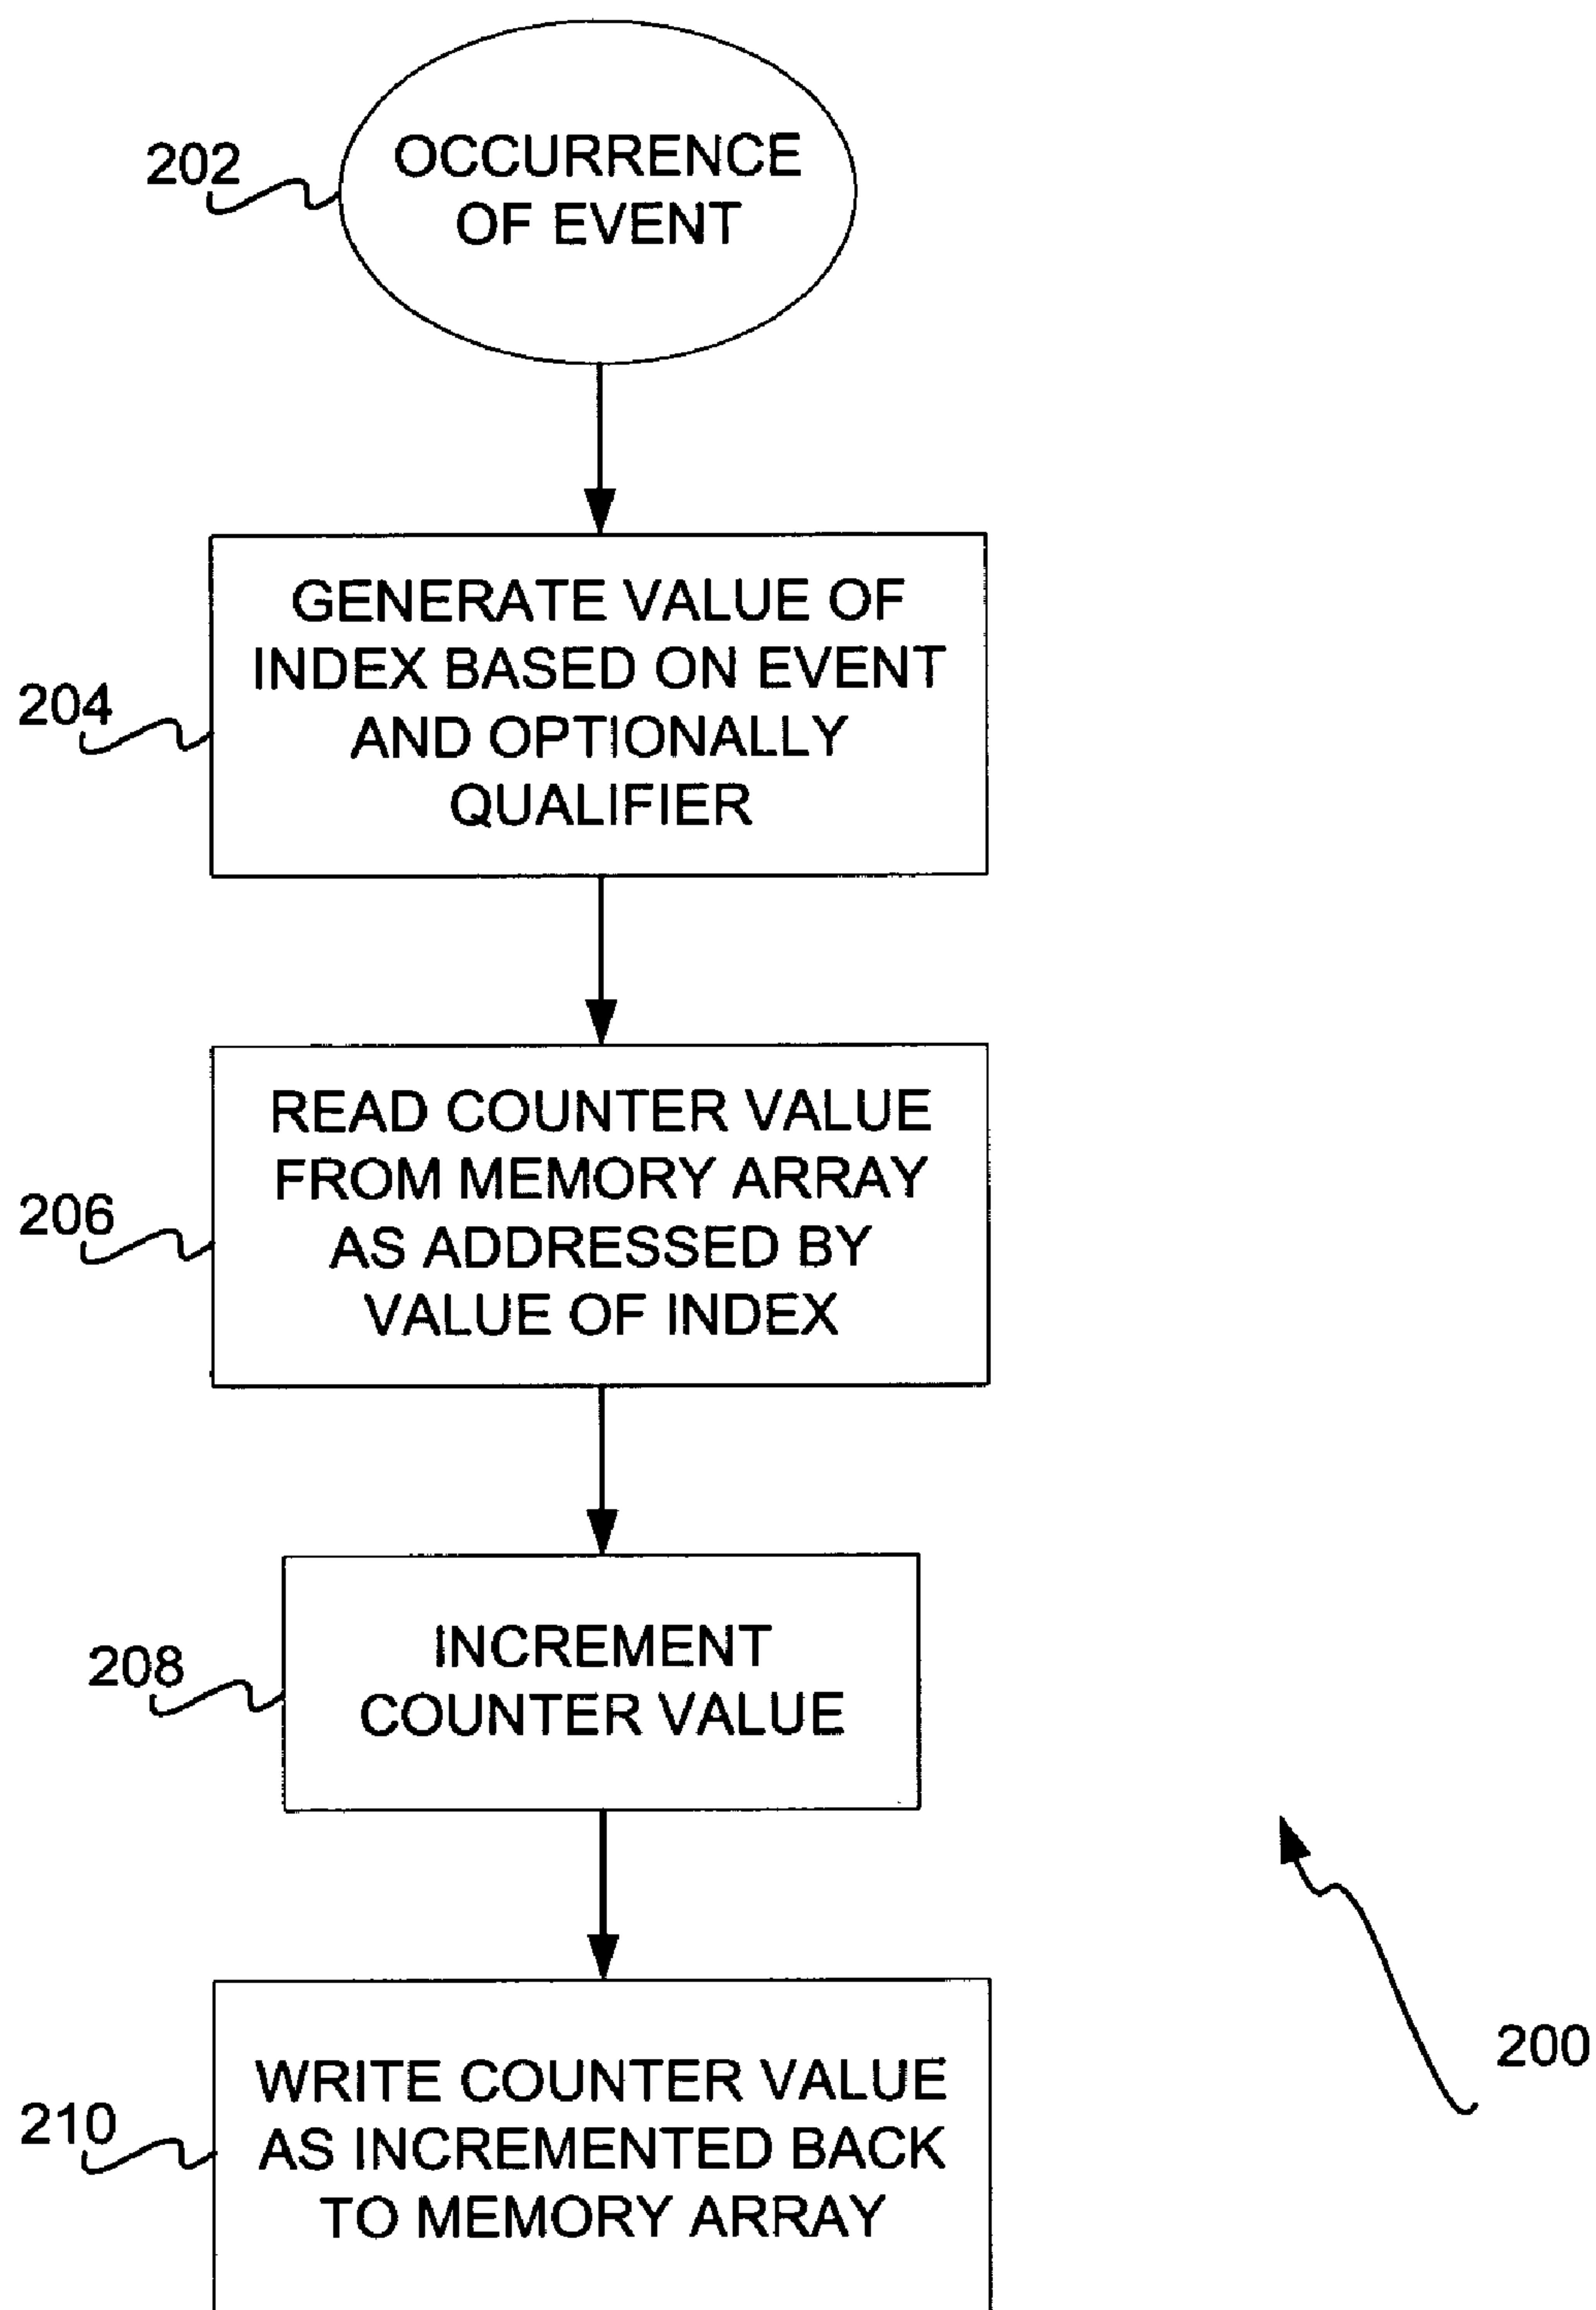 202
OCCURRENCE
OF EVENT
204
GENERATE VALUE OF
INDEX BASED ON EVENT
AND OPTIONALLY
QUALIFIER
206
READ COUNTER VALUE
FROM MEMORY ARRAY
AS ADDRESSED BY
VALUE OF INDEX
208
INCREMENT
COUNTER VALUE
200
210
WRITE COUNTER VALUE
AS INCREMENTED BACK
TO MEMORY ARRAY